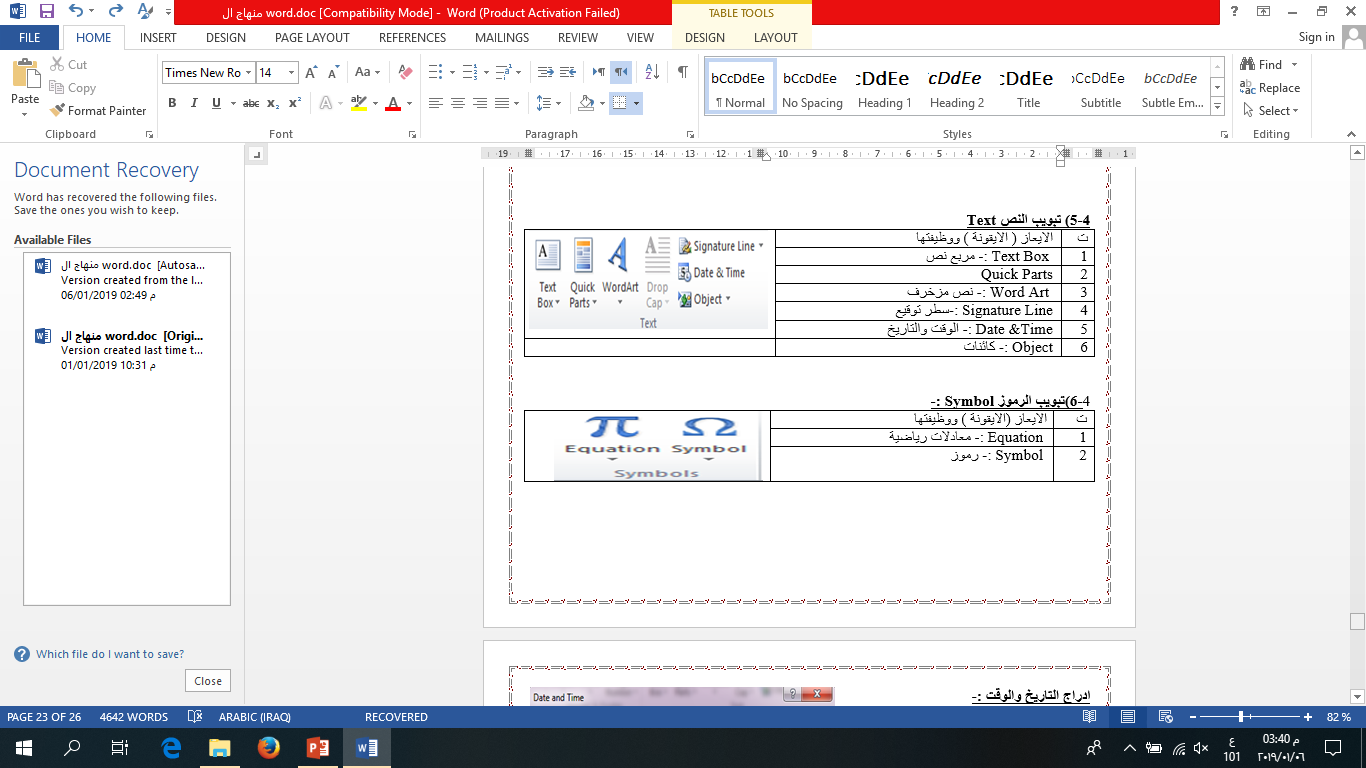 منهاج ال word.doc [Compatibility Mode] - Word (Product Activation Failed)
TABLE TOOLS
Sign in
FILE HOME INSERT DESIGN PAGE LAYOUT REFERENCES MAILINGS REVIEW VIEW DESIGN LAYOUT
Paste
Cut
Copy
Format Painter
Clipboard
Times New Ro 14
Font
Paragraph
¶ Normal
No Spacing
Heading 1
Heading 2
Title
Subtitle
Subtle Em...
Styles
Find
Replace
Select
Editing
Document Recovery
Word has recovered the following files.
Save the ones you wish to keep.
Available Files
منهاج ال word.doc [Autosa...
Version created from the l...
06/01/2019 02:49 م
منهاج ال word.doc [Origi...
Version created last time t...
01/01/2019 10:31 م
Which file do I want to save?
Close
5-4) تبويب النص Text
ت الايعاز ( الايقونة ) ووظيفتها
1 Text Box :- مربع نص
2 Quick Parts
3 Word Art :- نص مزخرف
4 Signature Line :-سطر توقيع
5 Date &Time :- الوقت والتاريخ
6 Object :- كائنات
Text Box
Quick Parts
WordArt
Drop Cap
Signature Line
Date & Time
Object
Text
6-4)تبويب الرموز Symbol :-
ت الايعاز (الايقونة ) ووظيفتها
1 Equation :- معادلات رياضية
2 Symbol :- رموز
π Ω
Equation Symbol
Symbols
ادراج التاريخ والوقت :-
Date and Time
PAGE 23 OF 26 4642 WORDS ARABIC (IRAQ) RECOVERED 82 %
ع
101
03:40 م
٢٠١٩/٠١/٠٦